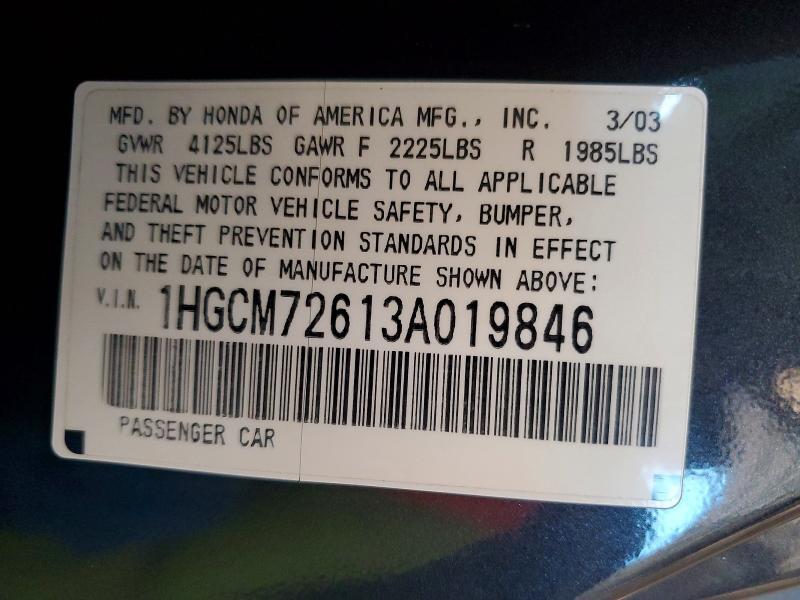 MFD. BY HONDA OF AMERICA MFG., INC. 3/03
GVWR 4125LBS GAWR F 2225LBS R 1985LBS
THIS VEHICLE CONFORMS TO ALL APPLICABLE
FEDERAL MOTOR VEHICLE SAFETY, BUMPER,
AND THEFT PREVENTION STANDARDS IN EFFECT
ON THE DATE OF MANUFACTURE SHOWN ABOVE:
V.I.N. 1HGCM72613A019846
PASSENGER CAR